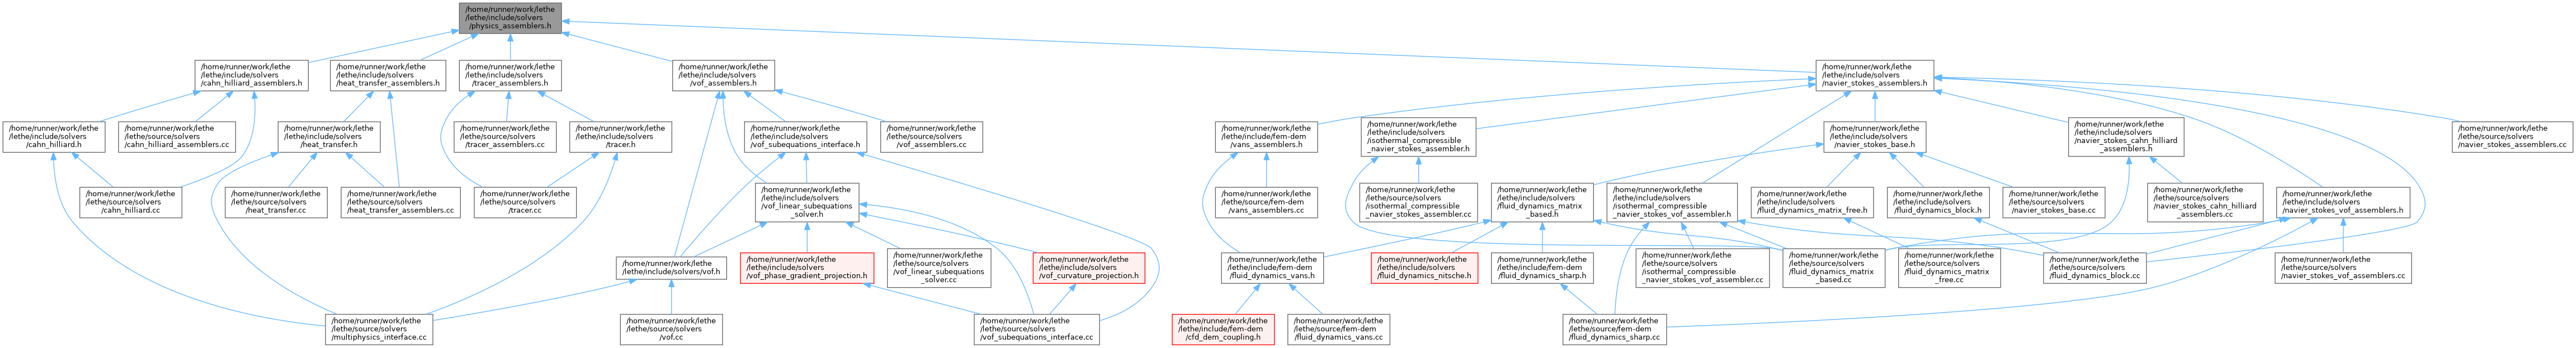 /home/runner/work/lethe
/lethe/include/solvers
/physics_assemblers.h
/home/runner/work/lethe
/lethe/include/solvers
/cahn_hilliard_assemblers.h
/home/runner/work/lethe
/lethe/include/solvers
/heat_transfer_assemblers.h
/home/runner/work/lethe
/lethe/include/solvers
/tracer_assemblers.h
/home/runner/work/lethe
/lethe/include/solvers
/vof_assemblers.h
/home/runner/work/lethe
/lethe/include/solvers
/navier_stokes_assemblers.h
/home/runner/work/lethe
/lethe/include/solvers
/cahn_hilliard.h
/home/runner/work/lethe
/lethe/source/solvers
/cahn_hilliard_assemblers.cc
/home/runner/work/lethe
/lethe/include/solvers
/heat_transfer.h
/home/runner/work/lethe
/lethe/source/solvers
/tracer_assemblers.cc
/home/runner/work/lethe
/lethe/include/solvers
/tracer.h
/home/runner/work/lethe
/lethe/include/solvers
/vof_subequations_interface.h
/home/runner/work/lethe
/lethe/source/solvers
/vof_assemblers.cc
/home/runner/work/lethe
/lethe/include/fem-dem
/vans_assemblers.h
/home/runner/work/lethe
/lethe/include/solvers
/isothermal_compressible
_navier_stokes_assembler.h
/home/runner/work/lethe
/lethe/include/solvers
/navier_stokes_base.h
/home/runner/work/lethe
/lethe/include/solvers
/navier_stokes_cahn_hilliard
_assemblers.h
/home/runner/work/lethe
/lethe/source/solvers
/navier_stokes_assemblers.cc
/home/runner/work/lethe
/lethe/source/solvers
/cahn_hilliard.cc
/home/runner/work/lethe
/lethe/source/solvers
/heat_transfer.cc
/home/runner/work/lethe
/lethe/source/solvers
/heat_transfer_assemblers.cc
/home/runner/work/lethe
/lethe/source/solvers
/tracer.cc
/home/runner/work/lethe
/lethe/include/solvers
/vof_linear_subequations
_solver.h
/home/runner/work/lethe
/lethe/source/fem-dem
/vans_assemblers.cc
/home/runner/work/lethe
/lethe/source/solvers
/isothermal_compressible
_navier_stokes_assembler.cc
/home/runner/work/lethe
/lethe/include/solvers
/fluid_dynamics_matrix
_based.h
/home/runner/work/lethe
/lethe/include/solvers
/isothermal_compressible
_navier_stokes_vof_assembler.h
/home/runner/work/lethe
/lethe/include/solvers
/fluid_dynamics_matrix_free.h
/home/runner/work/lethe
/lethe/include/solvers
/fluid_dynamics_block.h
/home/runner/work/lethe
/lethe/source/solvers
/navier_stokes_base.cc
/home/runner/work/lethe
/lethe/source/solvers
/navier_stokes_cahn_hilliard
_assemblers.cc
/home/runner/work/lethe
/lethe/include/solvers
/navier_stokes_vof_assemblers.h
/home/runner/work/lethe
/lethe/include/solvers/vof.h
/home/runner/work/lethe
/lethe/include/solvers
/vof_phase_gradient_projection.h
/home/runner/work/lethe
/lethe/source/solvers
/vof_linear_subequations
_solver.cc
/home/runner/work/lethe
/lethe/include/solvers
/vof_curvature_projection.h
/home/runner/work/lethe
/lethe/include/fem-dem
/fluid_dynamics_vans.h
/home/runner/work/lethe
/lethe/include/solvers
/fluid_dynamics_nitsche.h
/home/runner/work/lethe
/lethe/include/fem-dem
/fluid_dynamics_sharp.h
/home/runner/work/lethe
/lethe/source/solvers
/isothermal_compressible
_navier_stokes_vof_assembler.cc
/home/runner/work/lethe
/lethe/source/solvers
/fluid_dynamics_matrix
_based.cc
/home/runner/work/lethe
/lethe/source/solvers
/fluid_dynamics_matrix
_free.cc
/home/runner/work/lethe
/lethe/source/solvers
/fluid_dynamics_block.cc
/home/runner/work/lethe
/lethe/source/solvers
/navier_stokes_vof_assemblers.cc
/home/runner/work/lethe
/lethe/source/solvers
/multiphysics_interface.cc
/home/runner/work/lethe
/lethe/source/solvers
/vof.cc
/home/runner/work/lethe
/lethe/source/solvers
/vof_subequations_interface.cc
/home/runner/work/lethe
/lethe/include/fem-dem
/cfd_dem_coupling.h
/home/runner/work/lethe
/lethe/source/fem-dem
/fluid_dynamics_vans.cc
/home/runner/work/lethe
/lethe/source/fem-dem
/fluid_dynamics_sharp.cc